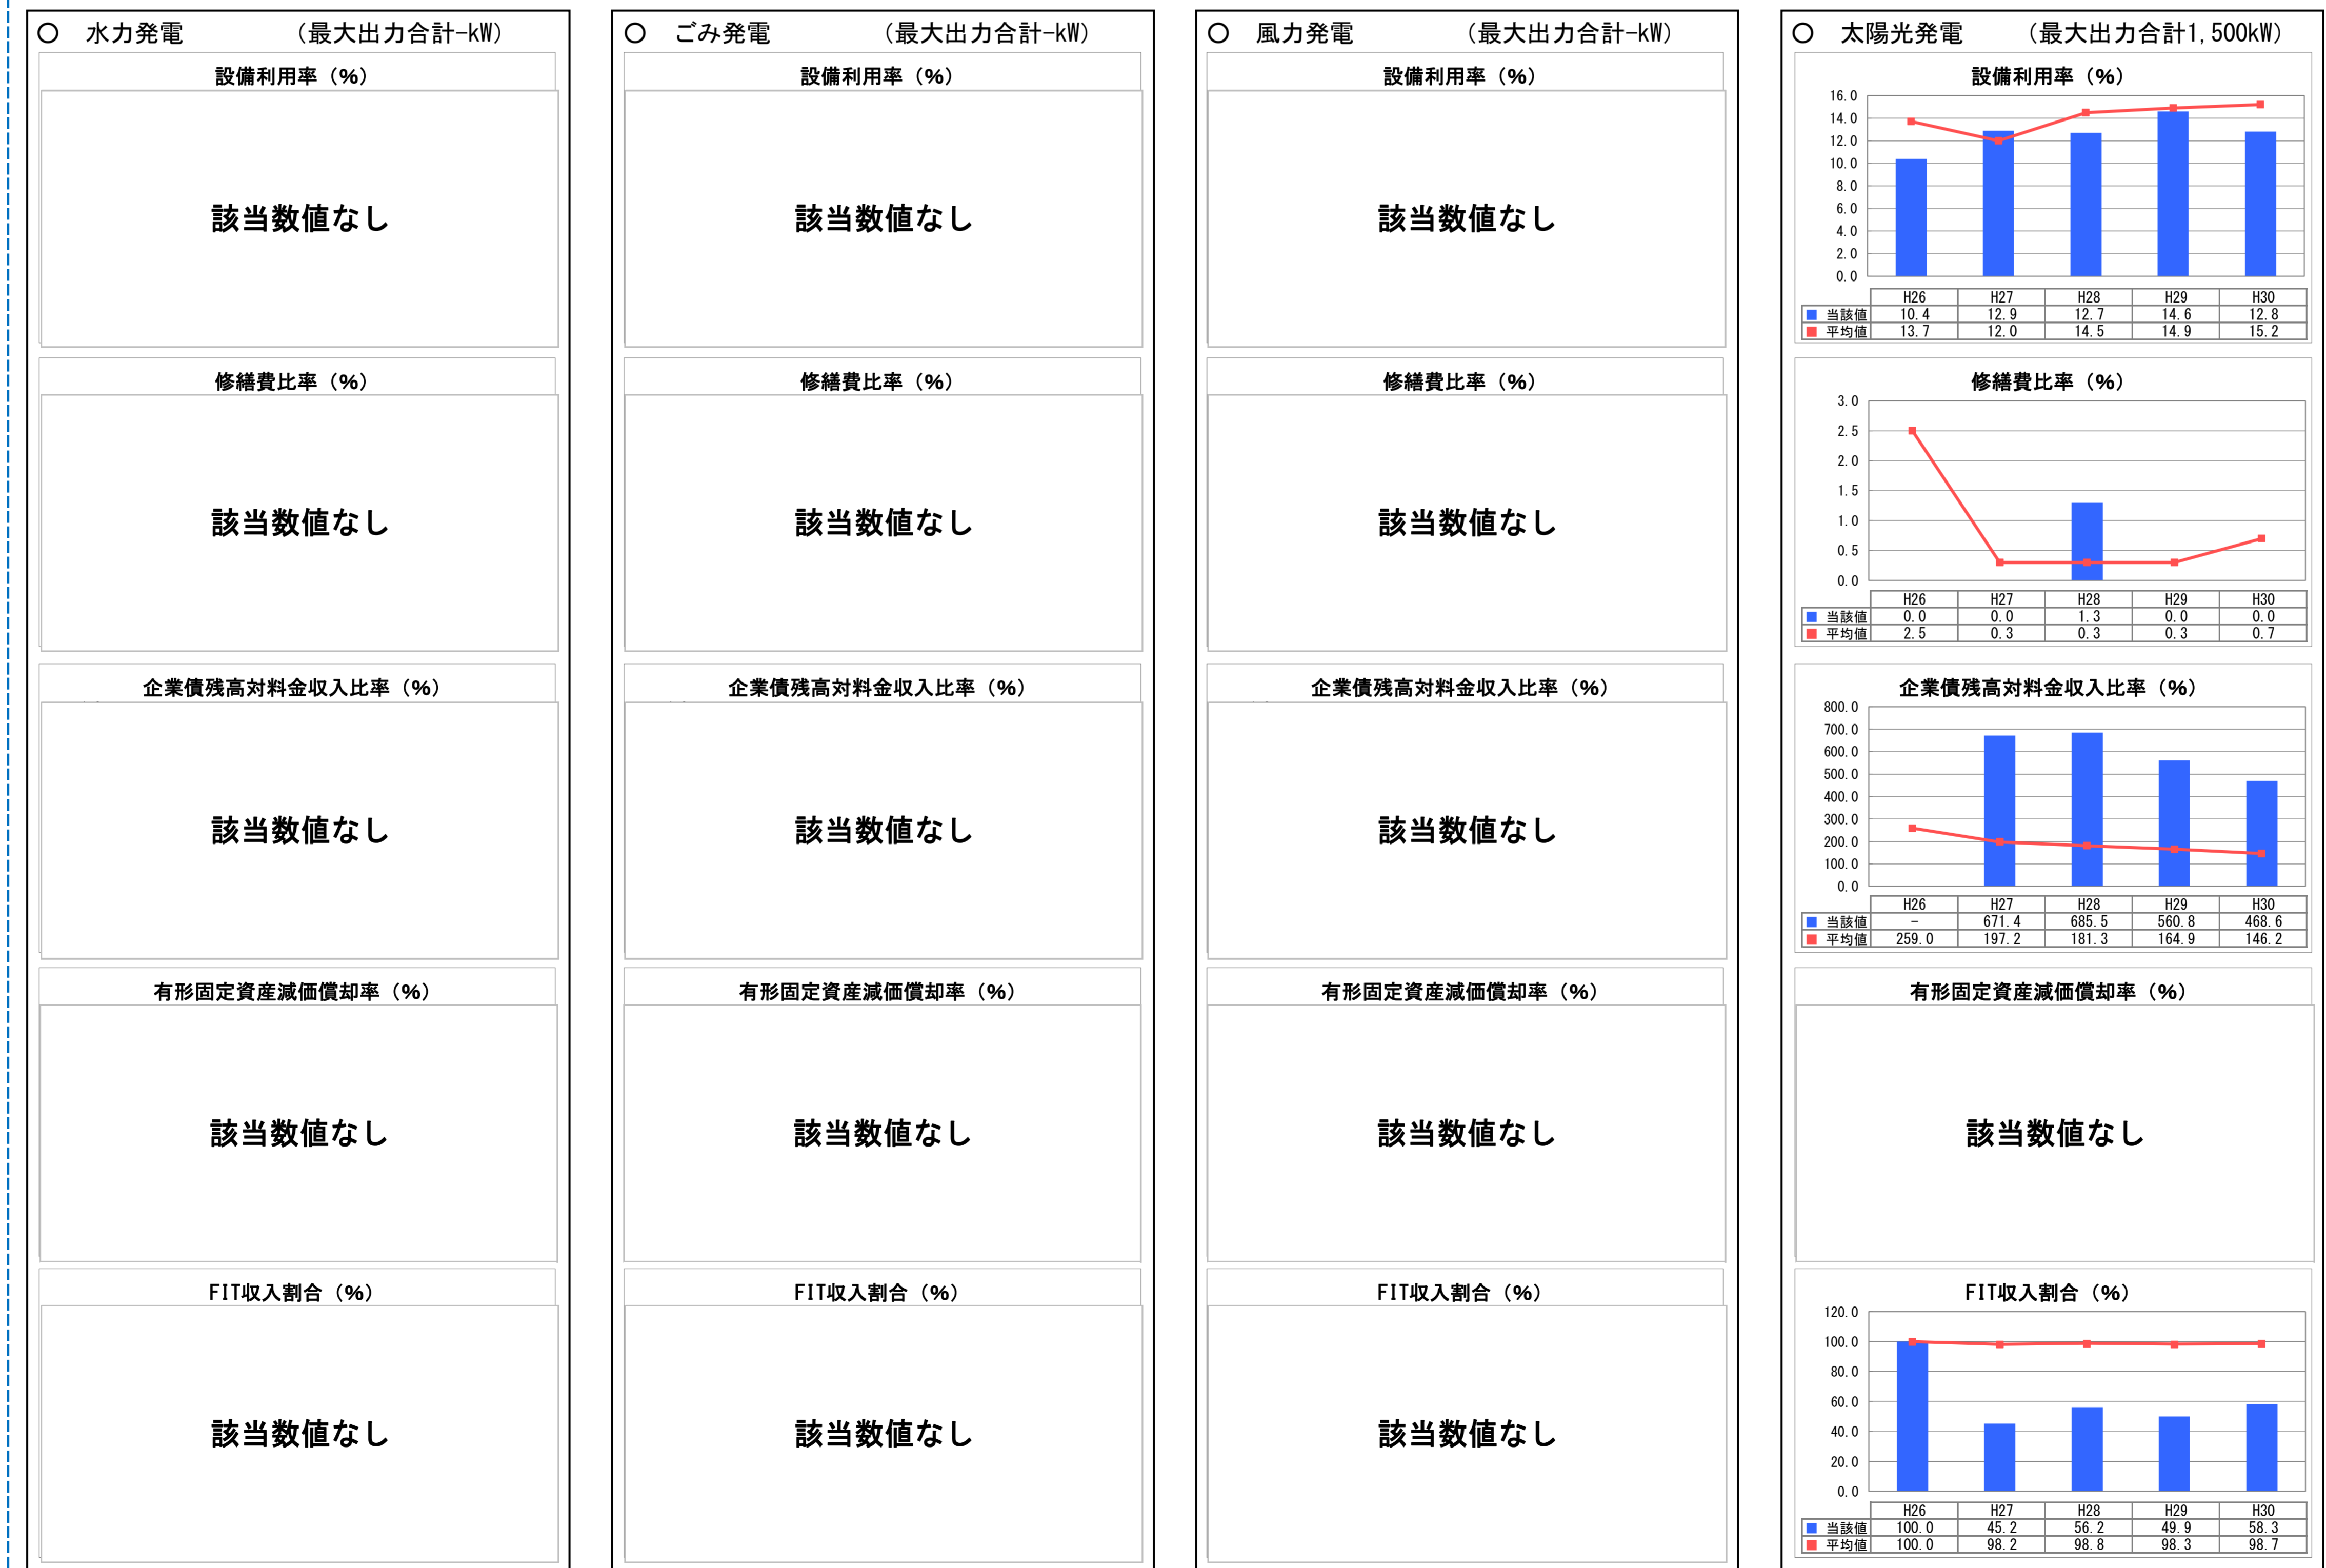 ○ 水力発電 （最大出力合計-kW）
設備利用率（%）
該当数値なし
修繕費比率（%）
該当数値なし
企業債残高対料金収入比率（%）
該当数値なし
有形固定資産減価償却率（%）
該当数値なし
FIT収入割合（%）
該当数値なし
○ ごみ発電 （最大出力合計-kW）
設備利用率（%）
該当数値なし
修繕費比率（%）
該当数値なし
企業債残高対料金収入比率（%）
該当数値なし
有形固定資産減価償却率（%）
該当数値なし
FIT収入割合（%）
該当数値なし
○ 風力発電 （最大出力合計-kW）
設備利用率（%）
該当数値なし
修繕費比率（%）
該当数値なし
企業債残高対料金収入比率（%）
該当数値なし
有形固定資産減価償却率（%）
該当数値なし
FIT収入割合（%）
該当数値なし
○ 太陽光発電 （最大出力合計1,500kW）
設備利用率（%）
16.0
14.0
12.0
10.0
8.0
6.0
4.0
2.0
0.0
H26 H27 H28 H29 H30
当該値 10.4 12.9 12.7 14.6 12.8
平均値 13.7 12.0 14.5 14.9 15.2
修繕費比率（%）
3.0
2.5
2.0
1.5
1.0
0.5
0.0
H26 H27 H28 H29 H30
当該値 0.0 0.0 1.3 0.0 0.0
平均値 2.5 0.3 0.3 0.3 0.7
企業債残高対料金収入比率（%）
800.0
700.0
600.0
500.0
400.0
300.0
200.0
100.0
0.0
H26 H27 H28 H29 H30
当該値 - 671.4 685.5 560.8 468.6
平均値 259.0 197.2 181.3 164.9 146.2
有形固定資産減価償却率（%）
該当数値なし
FIT収入割合（%）
120.0
100.0
80.0
60.0
40.0
20.0
0.0
H26 H27 H28 H29 H30
当該値 100.0 45.2 56.2 49.9 58.3
平均値 100.0 98.2 98.8 98.3 98.7